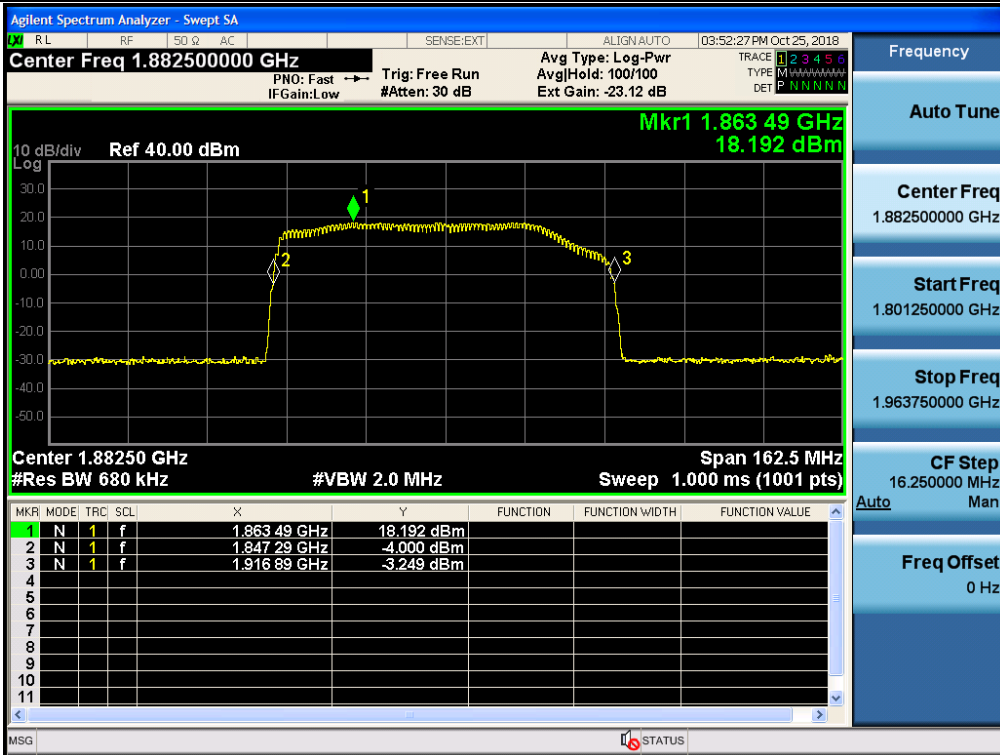 Agilent Spectrum Analyzer - Swept SA
LXI RL RF 50 Ω AC SENSE:EXT ALIGN AUTO 03:52:27 PM Oct 25, 2018
Center Freq 1.882500000 GHz
PNO: Fast
IFGain:Low
Trig: Free Run
#Atten: 30 dB
Avg Type: Log-Pwr
Avg|Hold: 100/100
Ext Gain: -23.12 dB
TRACE 1 2 3 4 5 6
TYPE M
DET P N N N N N
Mkr1 1.863 49 GHz
18.192 dBm
10 dB/div Ref 40.00 dBm
Log
30.0
20.0
10.0
0.00
-10.0
-20.0
-30.0
-40.0
-50.0
1
2
3
Center 1.88250 GHz Span 162.5 MHz
#Res BW 680 kHz #VBW 2.0 MHz Sweep 1.000 ms (1001 pts)
MKR MODE TRC SCL X Y FUNCTION FUNCTION WIDTH FUNCTION VALUE
1 N 1 f 1.863 49 GHz 18.192 dBm
2 N 1 f 1.847 29 GHz -4.000 dBm
3 N 1 f 1.916 89 GHz -3.249 dBm
4
5
6
7
8
9
10
11
MSG STATUS
Frequency
Auto Tune
Center Freq
1.882500000 GHz
Start Freq
1.801250000 GHz
Stop Freq
1.963750000 GHz
CF Step
16.250000 MHz
Auto Man
Freq Offset
0 Hz